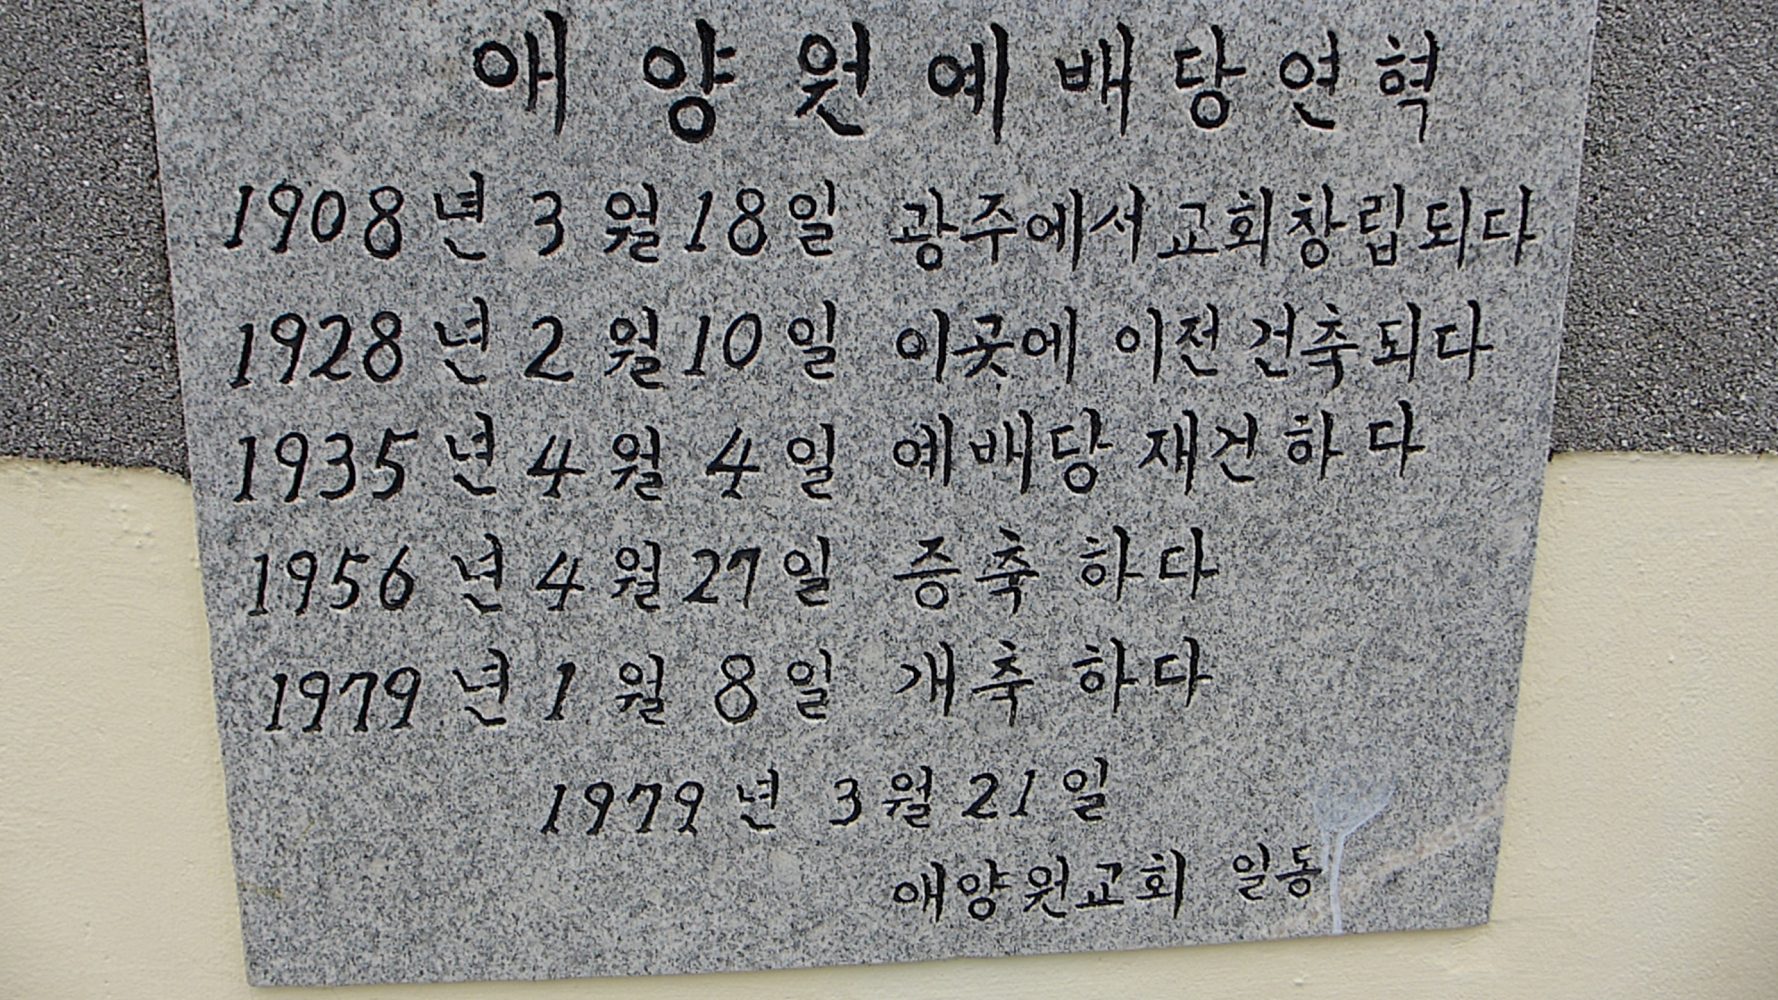 애양원예배당연혁
1908년 3월 18일 광주에서 교회창립되다
1928년 2월 10일 이곳에 이전 건축되다
1935년 4월 4일 예배당 재건하다
1956년 4월 27일 증축하다
1979년 1월 8일 개축하다
1979년 3월 21일
애양원교회 일동